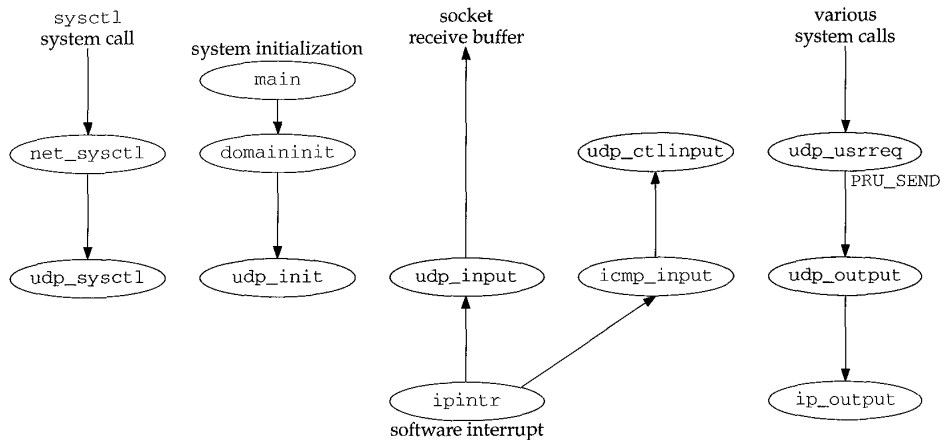 sysctl
system call
system initialization
socket
receive buffer
various
system calls
main
net_sysctl
domaininit
udp_ctlinput
udp_usrreq
PRU_SEND
udp_sysctl
udp_init
udp_input
icmp_input
udp_output
ipintr
software interrupt
ip_output